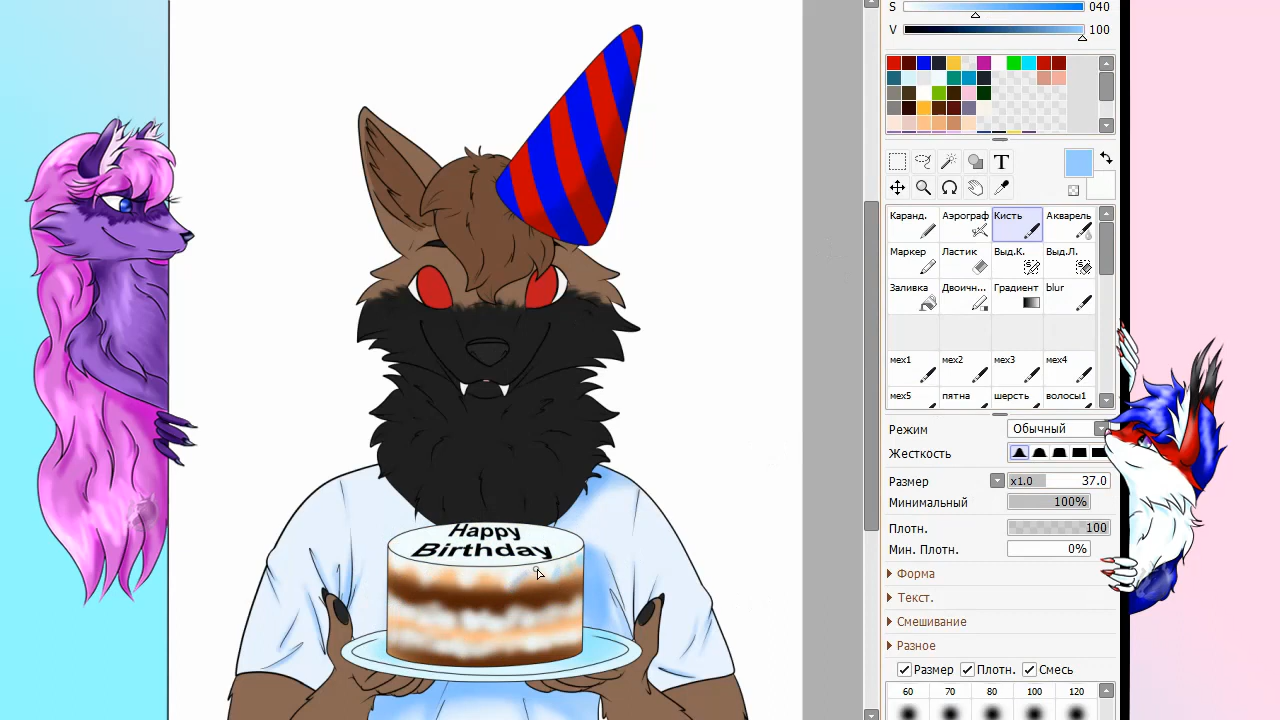 S 040
V 100
T
Каранд. Аэрограф Кисть Акварель
Маркер Ластик Выд.К. Выд.Л.
Заливка Двоичн... Градиент blur
мех1 мех2 мех3 мех4
мех5 пятна шерсть волосы1
Режим Обычный
Жесткость
Размер x1.0 37.0
Минимальный 100%
Плотн. 100
Мин. Плотн. 0%
Форма
Текст.
Смешивание
Разное
Размер Плотн. Смесь
60 70 80 100 120
Happy
Birthday